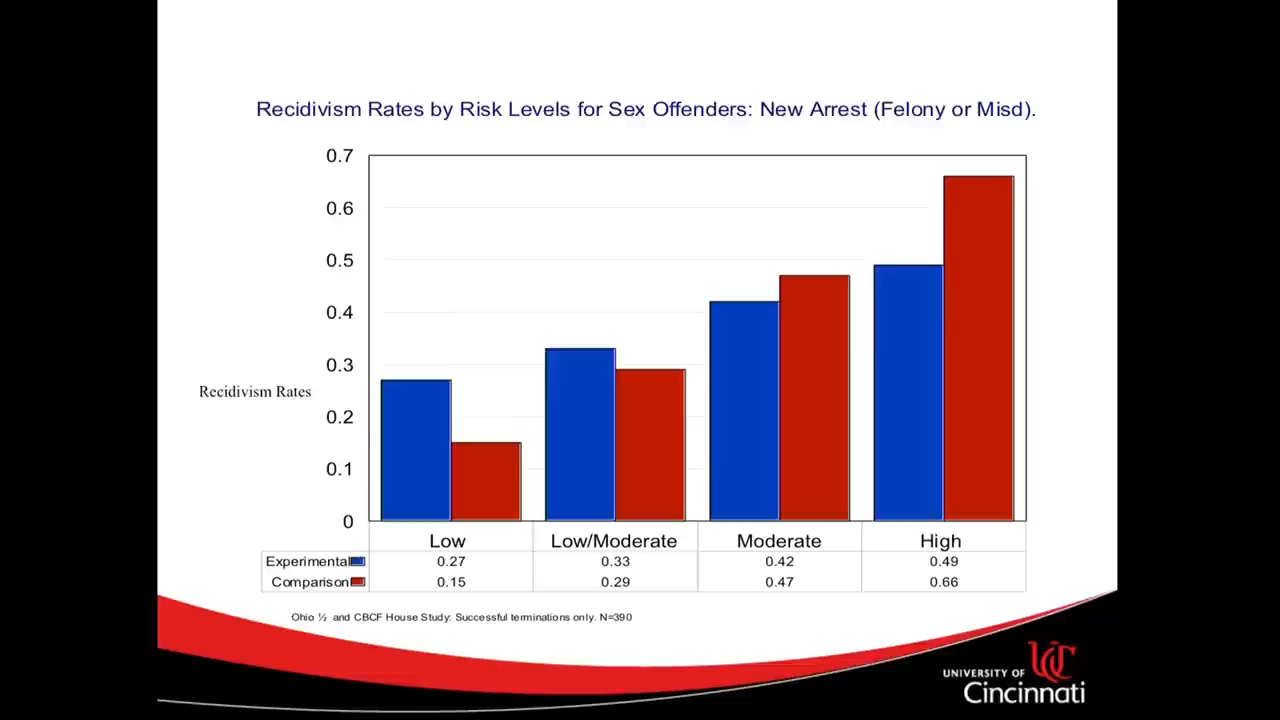 Recidivism Rates by Risk Levels for Sex Offenders: New Arrest (Felony or Misd).
0.7
0.6
0.5
0.4
0.3
Recidivism Rates
0.2
0.1
0
Low Low/Moderate Moderate High
Experimental 0.27 0.33 0.42 0.49
Comparison 0.15 0.29 0.47 0.66
Ohio ½ and CBCF House Study: Successful terminations only. N=390
UC
UNIVERSITY OF
Cincinnati